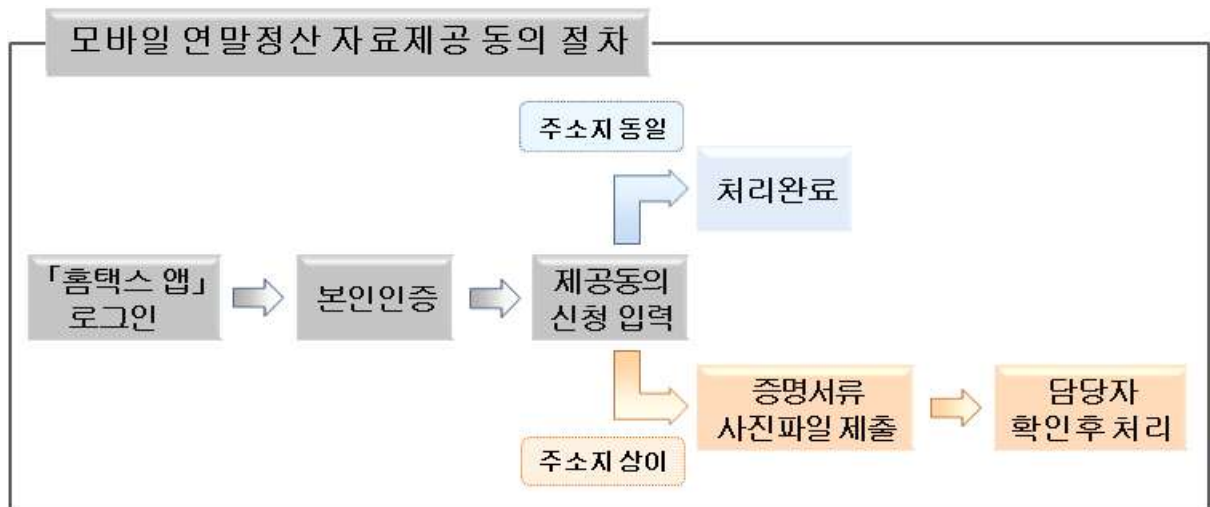 모바일 연말정산 자료제공 동의 절차
주소지 동일
처리완료
「홈택스 앱」
로그인
본인인증
제공동의
신청 입력
증명서류
사진파일 제출
담당자
확인후 처리
주소지 상이